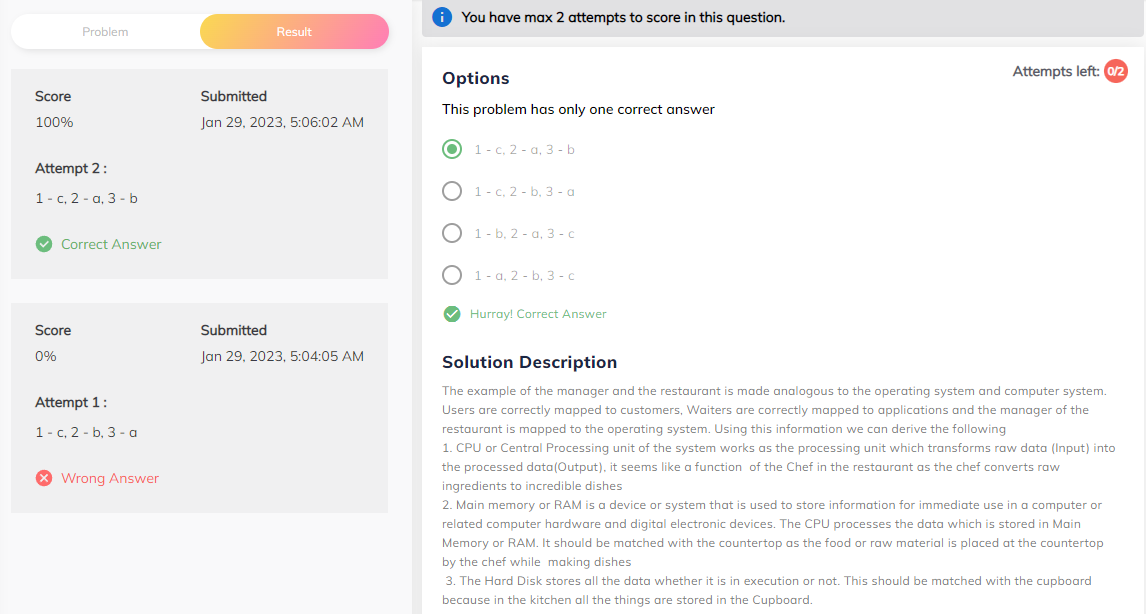 Problem
Result
Score
Submitted
100%
Jan 29, 2023, 5:06:02 AM
Attempt 2 :
1 - c, 2 - a, 3 - b
Correct Answer
Score
Submitted
0%
Jan 29, 2023, 5:04:05 AM
Attempt 1 :
1 - c, 2 - b, 3 - a
Wrong Answer
You have max 2 attempts to score in this question.
Attempts left: 0/2
Options
This problem has only one correct answer
1 - c, 2 - a, 3 - b
1 - c, 2 - b, 3 - a
1 - b, 2 - a, 3 - c
1 - a, 2 - b, 3 - c
Hurray! Correct Answer
Solution Description
The example of the manager and the restaurant is made analogous to the operating system and computer system.
Users are correctly mapped to customers, Waiters are correctly mapped to applications and the manager of the
restaurant is mapped to the operating system. Using this information we can derive the following
1. CPU or Central Processing unit of the system works as the processing unit which transforms raw data (Input) into
the processed data(Output), it seems like a function of the Chef in the restaurant as the chef converts raw
ingredients to incredible dishes
2. Main memory or RAM is a device or system that is used to store information for immediate use in a computer or
related computer hardware and digital electronic devices. The CPU processes the data which is stored in Main
Memory or RAM. It should be matched with the countertop as the food or raw material is placed at the countertop
by the chef while making dishes
3. The Hard Disk stores all the data whether it is in execution or not. This should be matched with the cupboard
because in the kitchen all the things are stored in the Cupboard.